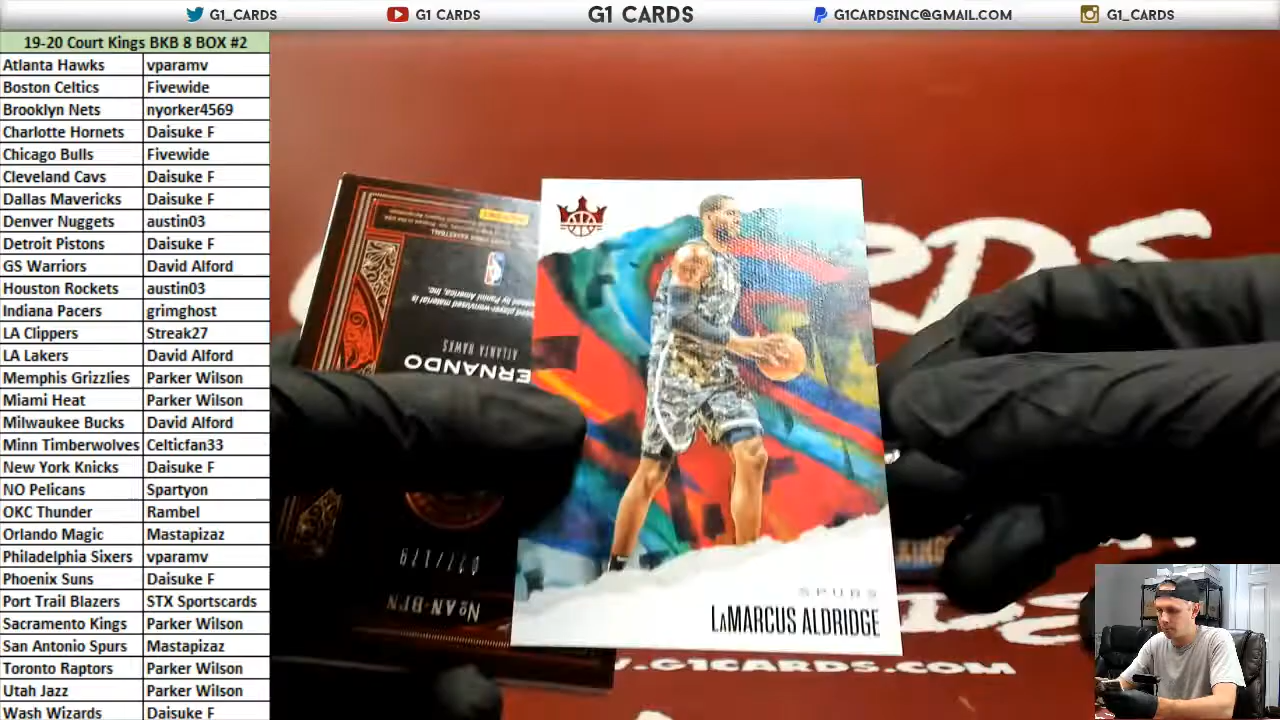 G1_CARDS
G1 CARDS
G1 CARDS
G1CARDSINC@GMAIL.COM
G1_CARDS
19-20 Court Kings BKB 8 BOX #2
Atlanta Hawks vparamv
Boston Celtics Fivewide
Brooklyn Nets nyorker4569
Charlotte Hornets Daisuke F
Chicago Bulls Fivewide
Cleveland Cavs Daisuke F
Dallas Mavericks Daisuke F
Denver Nuggets austin03
Detroit Pistons Daisuke F
GS Warriors David Alford
Houston Rockets austin03
Indiana Pacers grimghost
LA Clippers Streak27
LA Lakers David Alford
Memphis Grizzlies Parker Wilson
Miami Heat Parker Wilson
Milwaukee Bucks David Alford
Minn Timberwolves Celticfan33
New York Knicks Daisuke F
NO Pelicans Spartyon
OKC Thunder Rambel
Orlando Magic Mastapizaz
Philadelphia Sixers vparamv
Phoenix Suns Daisuke F
Port Trail Blazers STX Sportscards
Sacramento Kings Parker Wilson
San Antonio Spurs Mastapizaz
Toronto Raptors Parker Wilson
Utah Jazz Parker Wilson
Wash Wizards Daisuke F
ATLANTA HAWKS
ERNANDO
SPURS
LAMARCUS ALDRIDGE
KING
.G1CARDS.COM